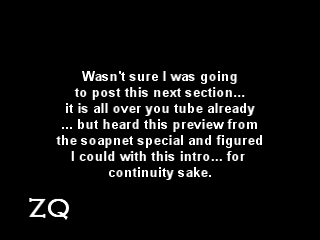 Wasn't sure I was going
to post this next section...
it is all over you tube already
... but heard this preview from
the soapnet special and figured
I could with this intro... for
continuity sake.
ZQ